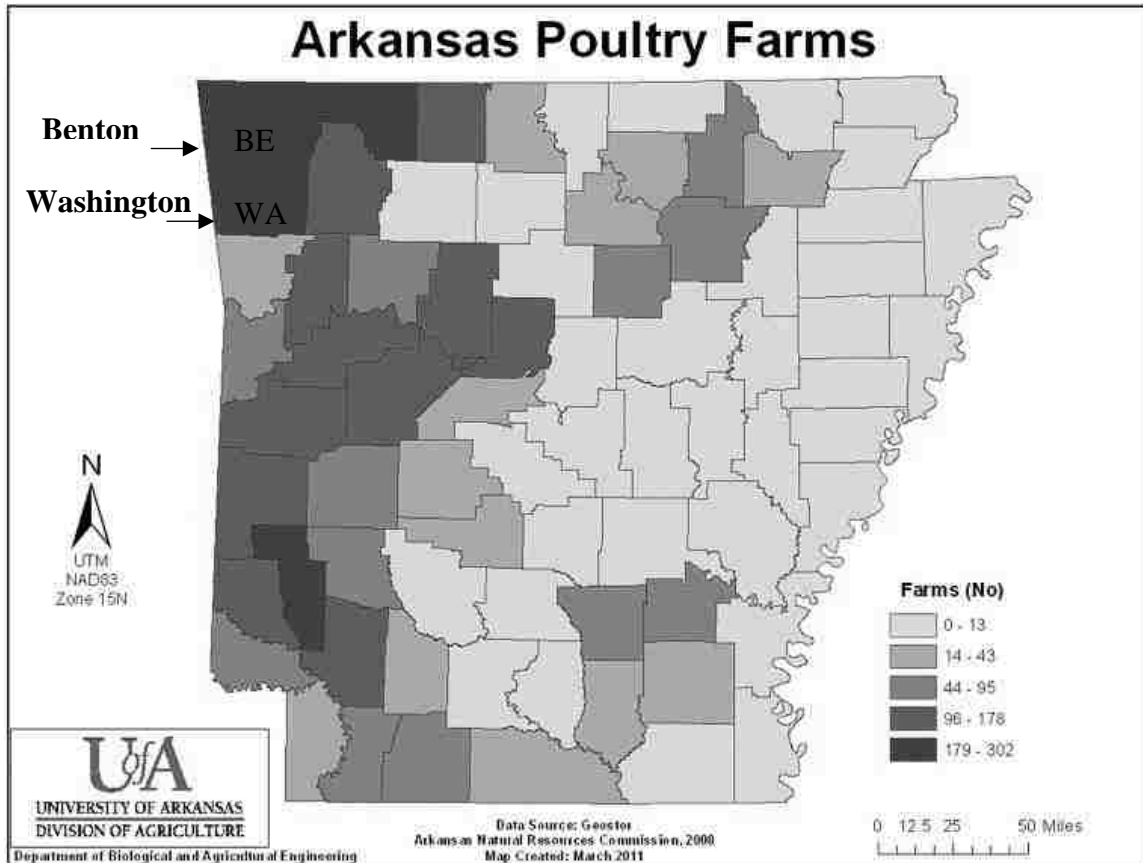 Arkansas Poultry Farms
Benton
BE
Washington
WA
N
UTM
NAD83
Zone 15N
Farms (No)
0 - 13
14 - 43
44 - 95
96 - 178
179 - 302
UofA
UNIVERSITY OF ARKANSAS
DIVISION OF AGRICULTURE
Department of Biological and Agricultural Engineering
Data Source: Geostor
Arkansas Natural Resources Commission, 2008
Map Created: March 2011
0 12.5 25 50 Miles